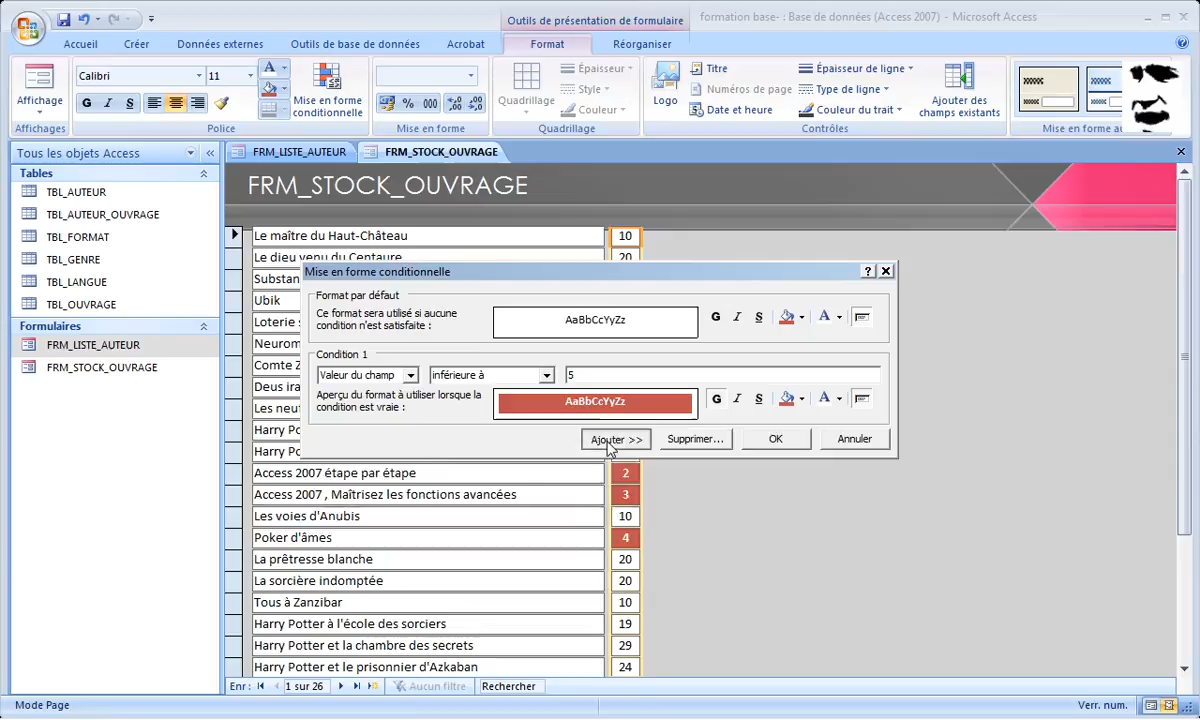 Outils de présentation de formulaire
formation base- : Base de données (Access 2007) - Microsoft Access
Accueil Créer Données externes Outils de base de données Acrobat Format Réorganiser
Affichage
Affichages
Calibri 11
G I S
Mise en forme conditionnelle
Police
% 000
Mise en forme
Quadrillage
Épaisseur
Style
Couleur
Quadrillage
Logo
Titre
Numéros de page
Date et heure
Épaisseur de ligne
Type de ligne
Couleur du trait
Ajouter des champs existants
Contrôles
Mise en forme au
Tous les objets Access
Tables
TBL_AUTEUR
TBL_AUTEUR_OUVRAGE
TBL_FORMAT
TBL_GENRE
TBL_LANGUE
TBL_OUVRAGE
Formulaires
FRM_LISTE_AUTEUR
FRM_STOCK_OUVRAGE
FRM_LISTE_AUTEUR FRM_STOCK_OUVRAGE
FRM_STOCK_OUVRAGE
Le maître du Haut-Château 10
Le dieu venu du Centaure 20
Substan
Ubik
Loterie s
Neurom
Comte Z
Deus ira
Les neuf
Harry Po
Harry Po
Mise en forme conditionnelle
Format par défaut
Ce format sera utilisé si aucune condition n'est satisfaite :
AaBbCcYyZz
G I S A
Condition 1
Valeur du champ inférieure à 5
Aperçu du format à utiliser lorsque la condition est vraie :
AaBbCcYyZz
G I S A
Ajouter >> Supprimer... OK Annuler
Access 2007 étape par étape 2
Access 2007 , Maîtrisez les fonctions avancées 3
Les voies d'Anubis 10
Poker d'âmes 4
La prêtresse blanche 20
La sorcière indomptée 20
Tous à Zanzibar 10
Harry Potter à l'école des sorciers 19
Harry Potter et la chambre des secrets 29
Harry Potter et le prisonnier d'Azkaban 24
Enr : 1 sur 26 Aucun filtre Rechercher
Mode Page
Verr. num.